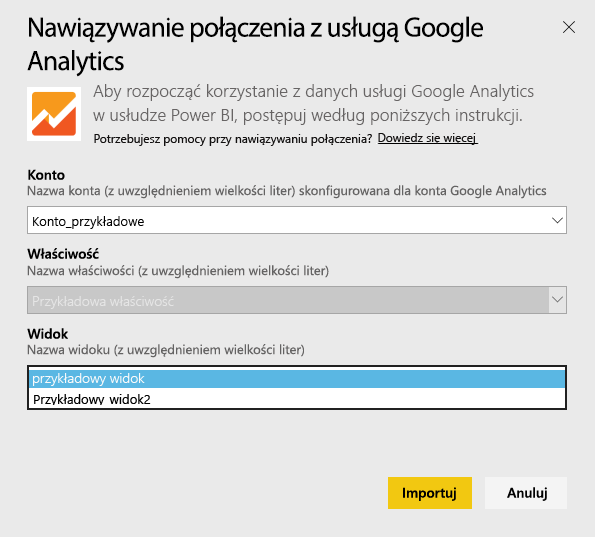 Nawiązywanie połączenia z usługą Google
Analytics
Aby rozpocząć korzystanie z danych usługi Google Analytics
w usłudze Power BI, postępuj według poniższych instrukcji.
Potrzebujesz pomocy przy nawiązywaniu połączenia? Dowiedz się więcej
Konto
Nazwa konta (z uwzględnieniem wielkości liter) skonfigurowana dla konta Google Analytics
Konto_przykładowe
Właściwość
Nazwa właściwości (z uwzględnieniem wielkości liter)
Przykładowa właściwość
Widok
Nazwa widoku (z uwzględnieniem wielkości liter)
przykładowy widok
Przykładowy_widok2
Importuj Anuluj